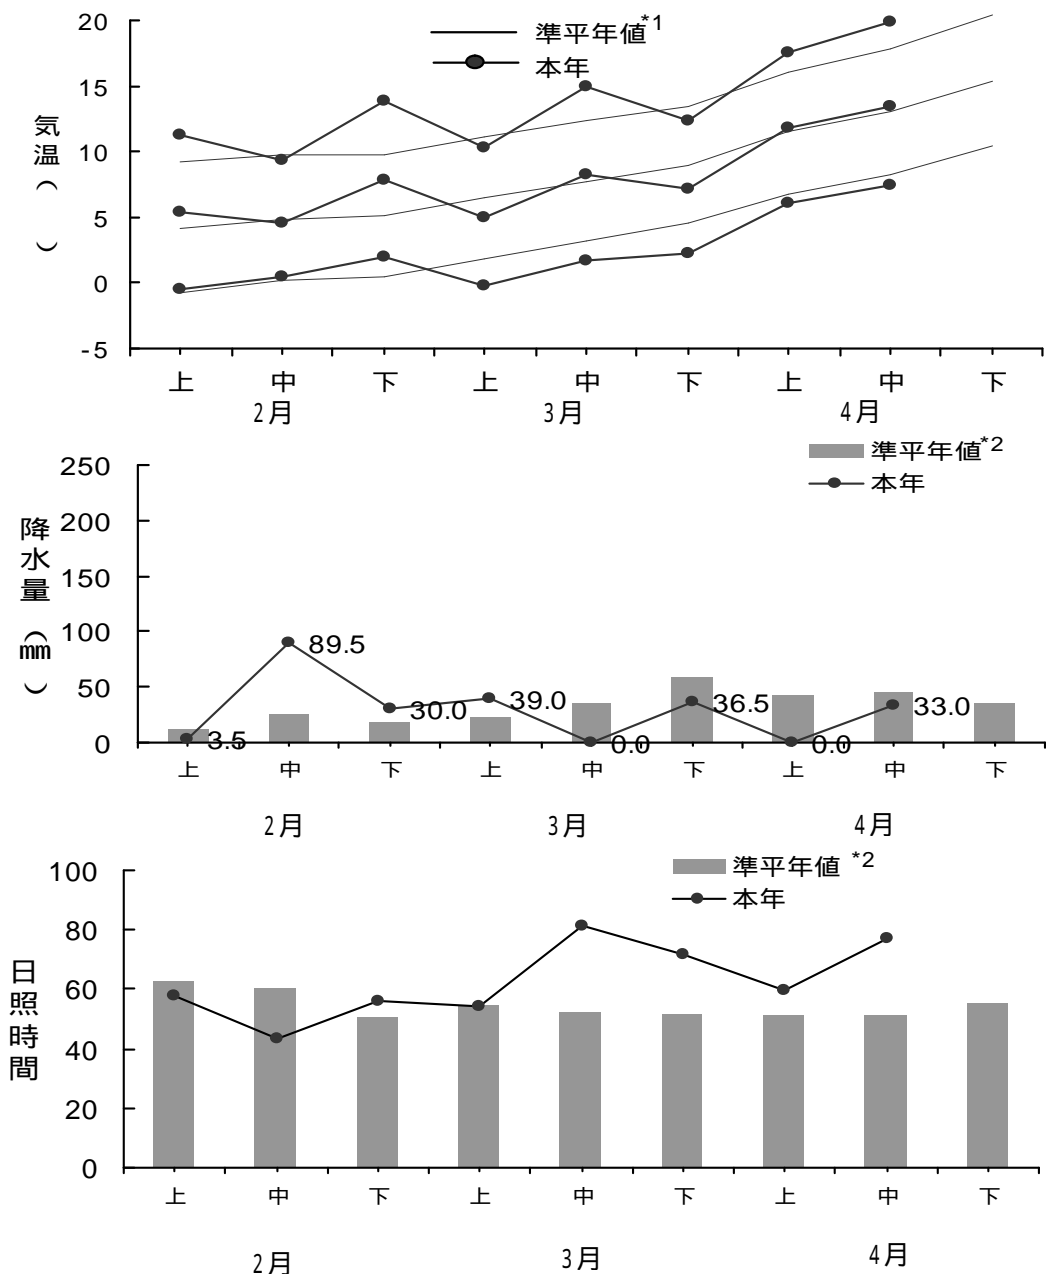 準平年値*1
本年
気温( )
20
15
10
5
0
-5
上 中 下 上 中 下 上 中 下
2月 3月 4月
準平年値*2
本年
降水量(mm)
250
200
150
100
50
0
3.5 89.5 30.0 39.0 0.0 36.5 0.0 33.0
上 中 下 上 中 下 上 中 下
2月 3月 4月
準平年値 *2
本年
日照時間
100
80
60
40
20
0
上 中 下 上 中 下 上 中 下
2月 3月 4月